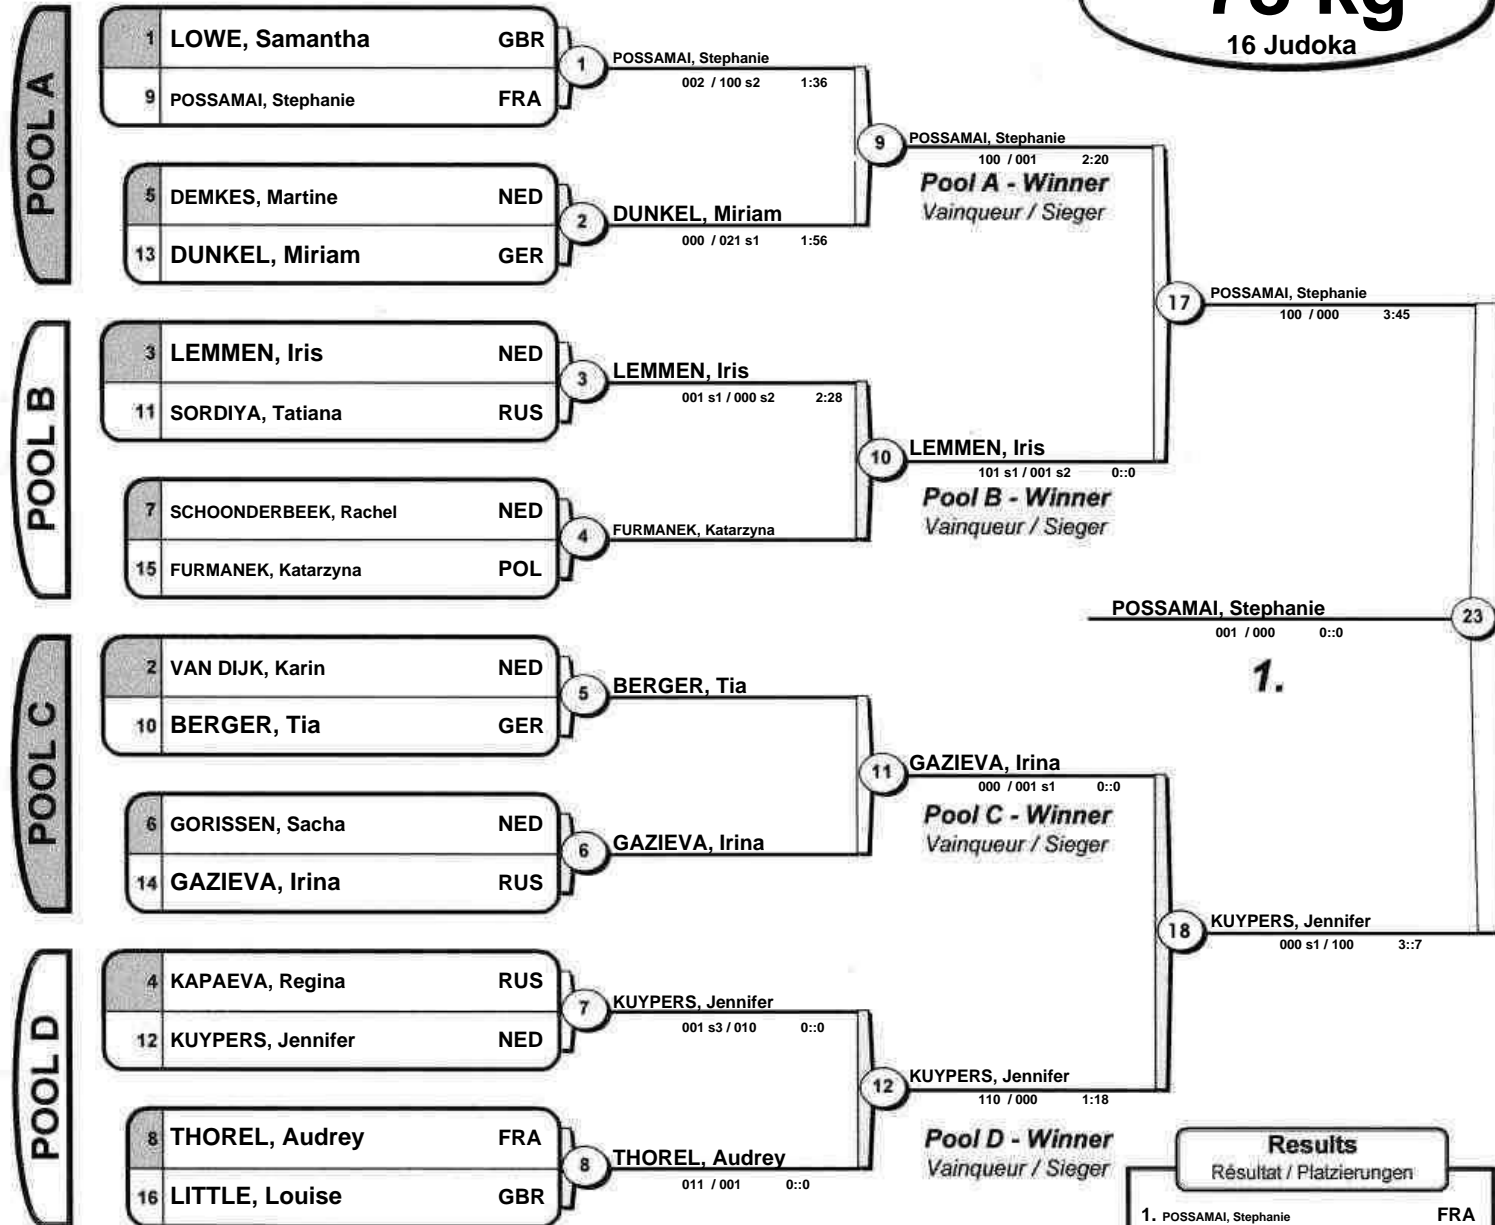 78 kg
16 Judoka
POOL A
1 LOWE, Samantha GBR
9 POSSAMAI, Stephanie FRA
1
POSSAMAI, Stephanie
002 / 100 s2 1:36
5 DEMKES, Martine NED
13 DUNKEL, Miriam GER
2
DUNKEL, Miriam
000 / 021 s1 1:56
9
POSSAMAI, Stephanie
100 / 001 2:20
Pool A - Winner
Vainqueur / Sieger
POOL B
3 LEMMEN, Iris NED
11 SORDIYA, Tatiana RUS
3
LEMMEN, Iris
001 s1 / 000 s2 2:28
7 SCHOONDERBEEK, Rachel NED
15 FURMANEK, Katarzyna POL
4
FURMANEK, Katarzyna
10
LEMMEN, Iris
101 s1 / 001 s2 0::0
Pool B - Winner
Vainqueur / Sieger
17
POSSAMAI, Stephanie
100 / 000 3:45
POSSAMAI, Stephanie
001 / 000 0::0
23
1.
POOL C
2 VAN DIJK, Karin NED
10 BERGER, Tia GER
5
BERGER, Tia
6 GORISSEN, Sacha NED
14 GAZIEVA, Irina RUS
6
GAZIEVA, Irina
11
GAZIEVA, Irina
000 / 001 s1 0::0
Pool C - Winner
Vainqueur / Sieger
18
KUYPERS, Jennifer
000 s1 / 100 3::7
POOL D
4 KAPAEVA, Regina RUS
12 KUYPERS, Jennifer NED
7
KUYPERS, Jennifer
001 s3 / 010 0::0
8 THOREL, Audrey FRA
16 LITTLE, Louise GBR
8
THOREL, Audrey
011 / 001 0::0
12
KUYPERS, Jennifer
110 / 000 1:18
Pool D - Winner
Vainqueur / Sieger
Results
Résultat / Platzierungen
1. POSSAMAI, Stephanie FRA